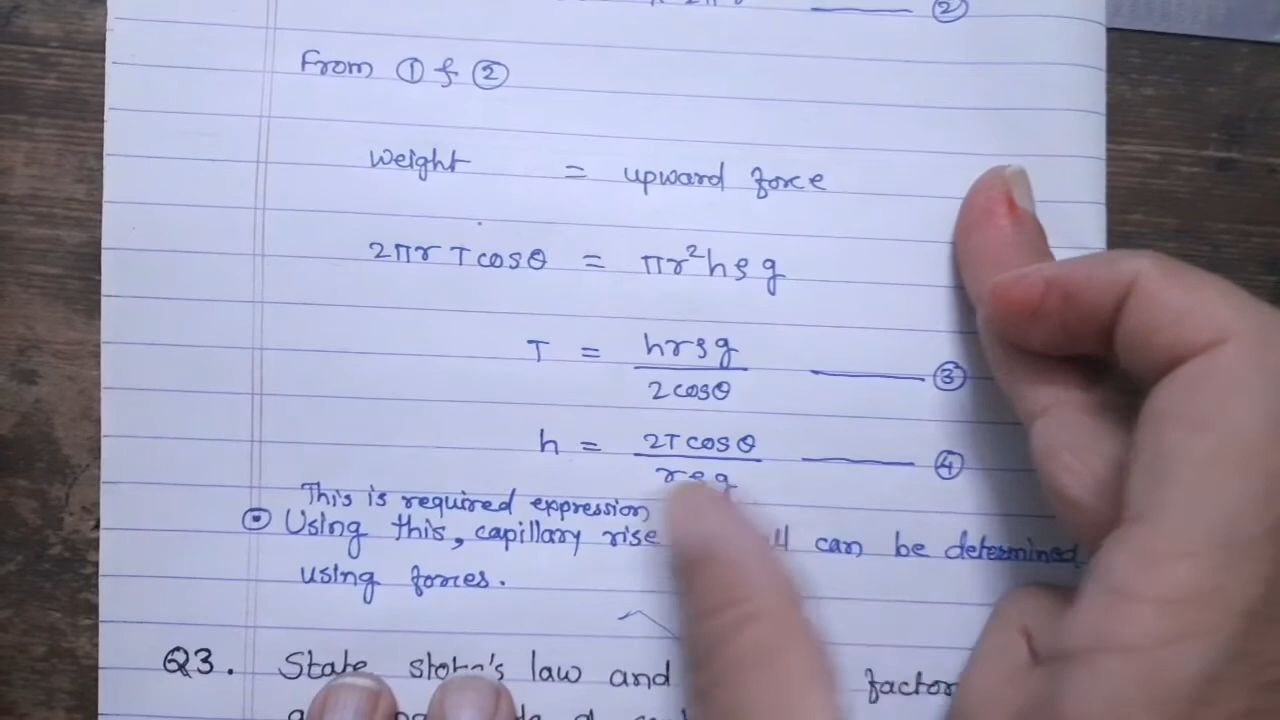 ②
From ① & ②
weight = upward force
2πr T cosθ = πr²hρg
T = hrρg / 2cosθ ③
h = 2T cosθ / rρg ④
This is required expression
Using this, capillary rise can be determined
using forces.
Q3. State law and factor